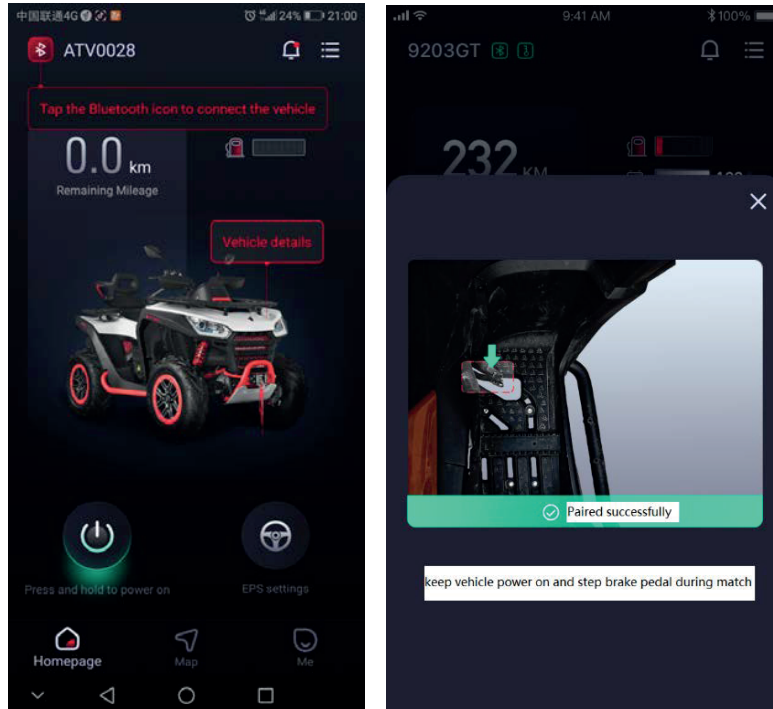 中国联通4G
24%
21:00
ATV0028
Tap the Bluetooth icon to connect the vehicle
0.0 km
Remaining Mileage
Vehicle details
Press and hold to power on
EPS settings
Homepage
Map
Me
9:41 AM
100%
9203GT
232 KM
Paired successfully
keep vehicle power on and step brake pedal during match